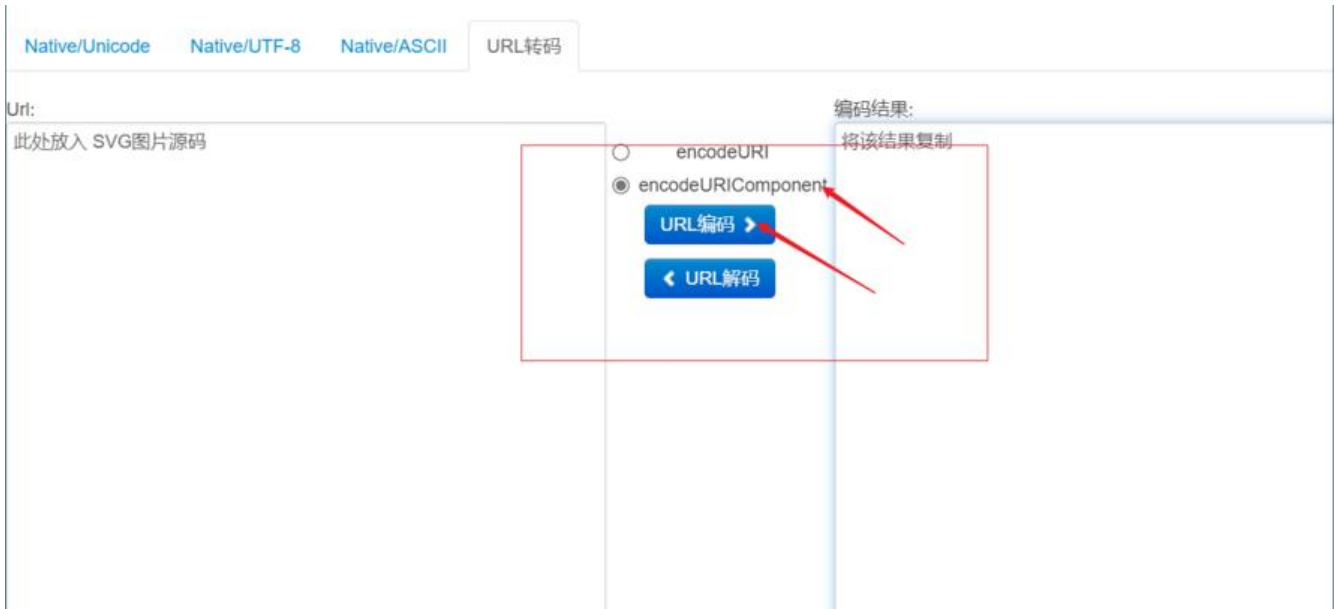 Native/Unicode Native/UTF-8 Native/ASCII URL转码
Url:
此处放入 SVG图片源码
encodeURI
encodeURIComponent
URL编码
URL解码
编码结果:
将该结果复制